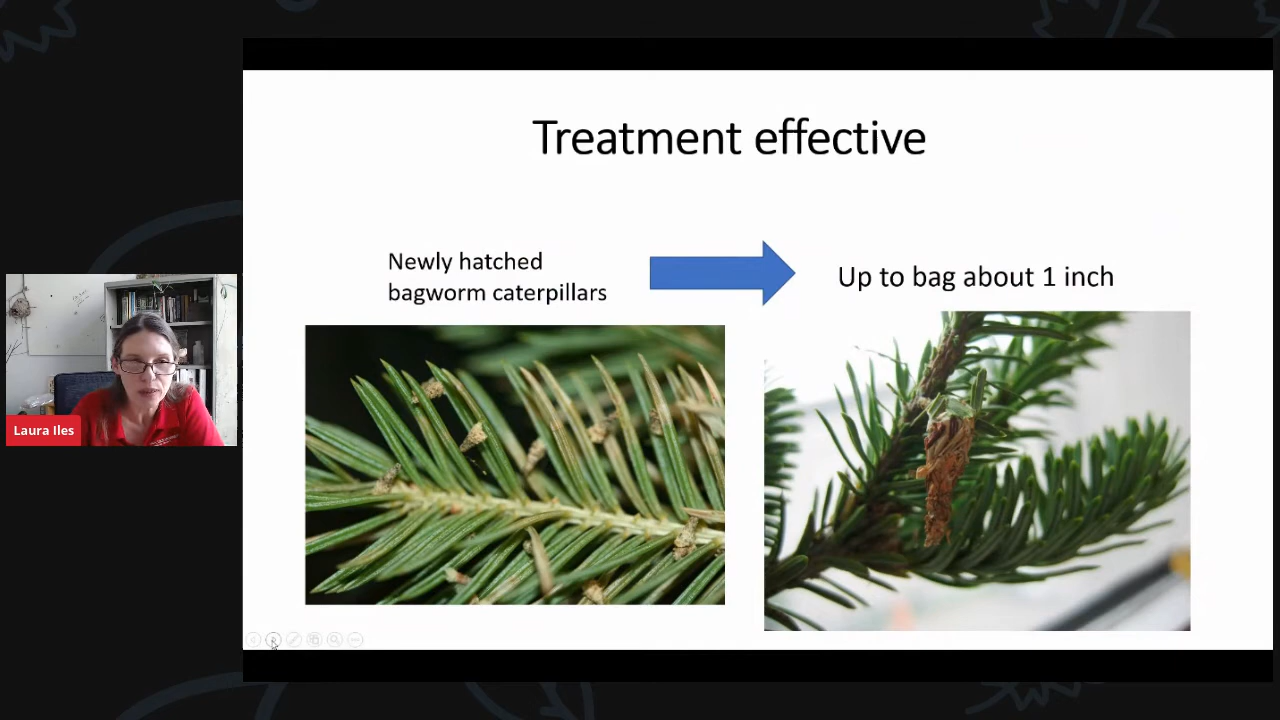 Treatment effective
Newly hatched
bagworm caterpillars
Up to bag about 1 inch
Laura Iles